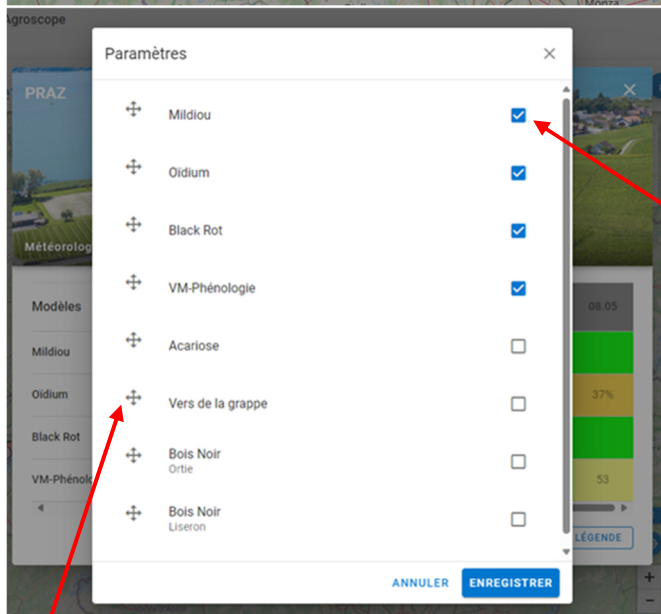 Monza
Agroscope
Paramètres
PRAZ
Mildiou
Oïdium
Black Rot
Météorolog
VM-Phénologie
Modèles
08.05
Acariose
Mildiou
Vers de la grappe
Oïdium
37%
Black Rot
Bois Noir
Ortie
VM-Phénolo
53
Bois Noir
Liseron
LÉGENDE
ANNULER
ENREGISTRER